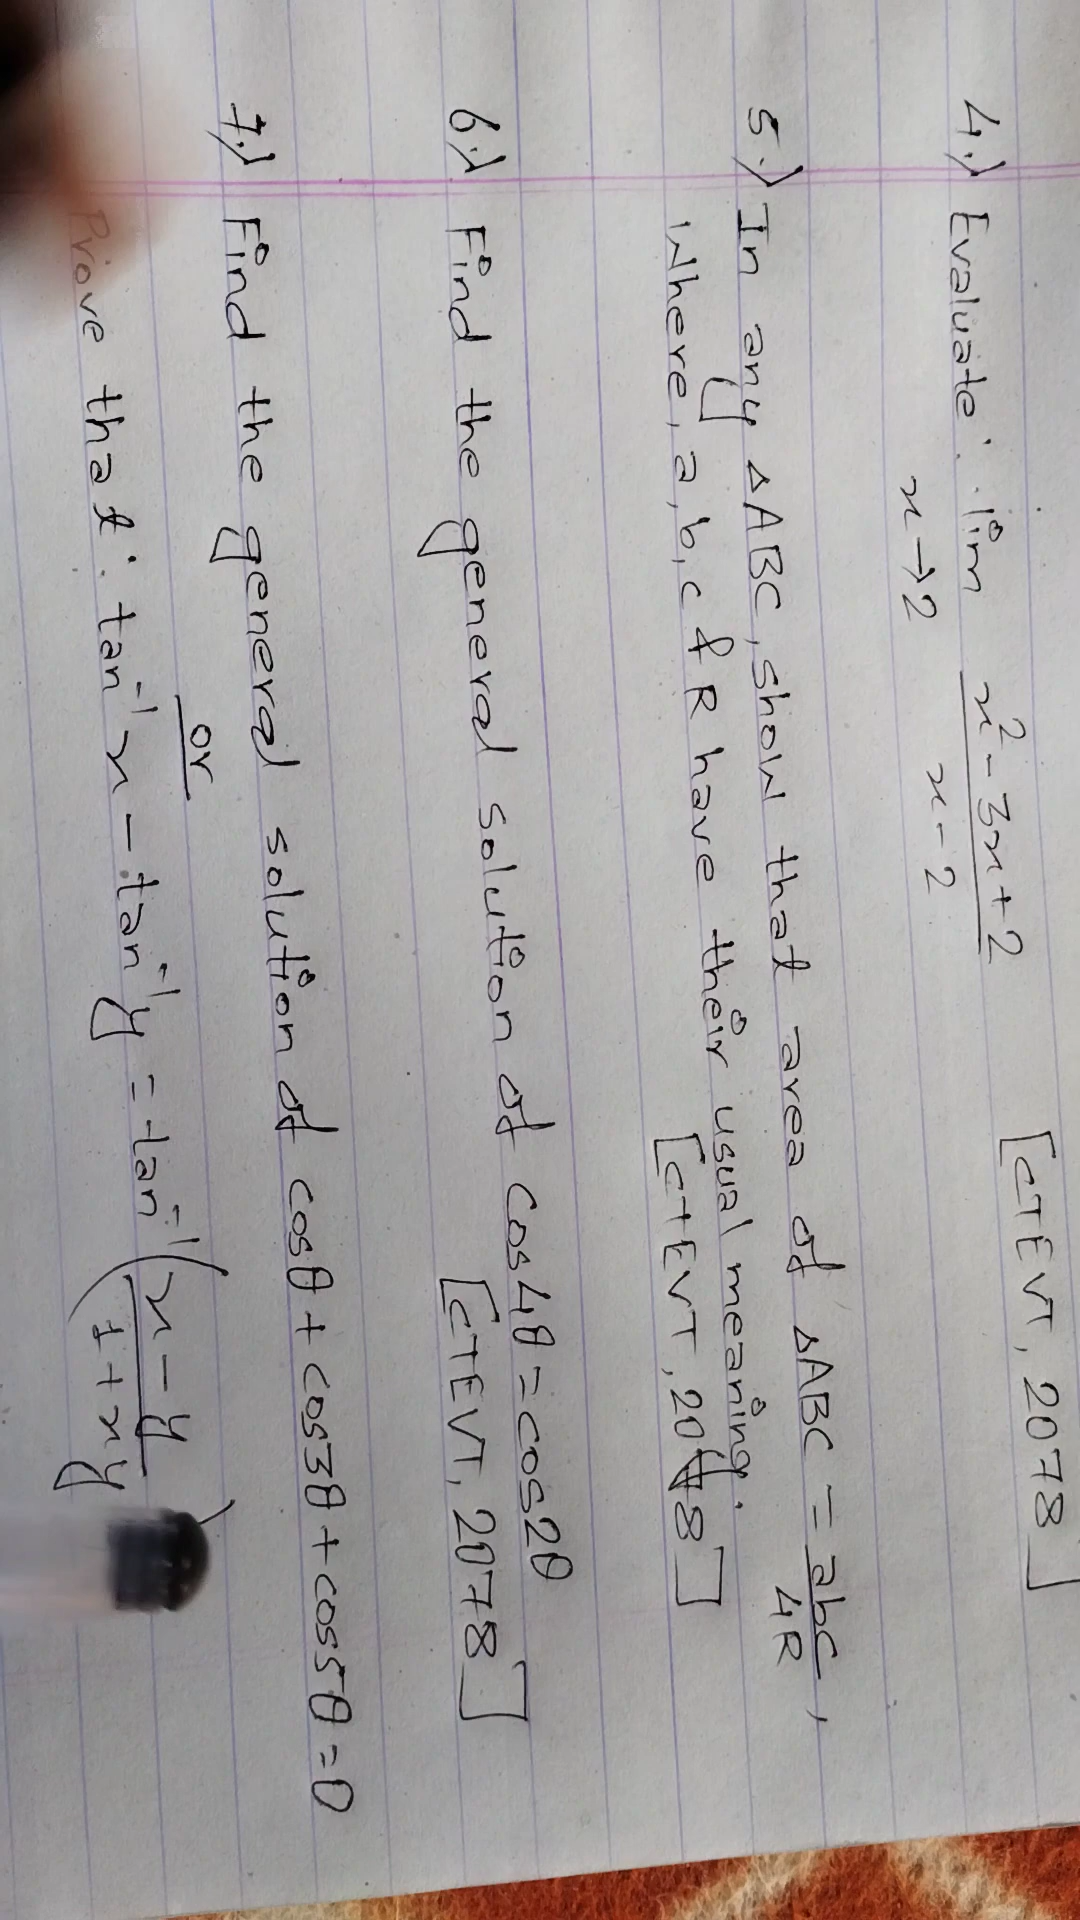 4.) Evaluate: lim x→2 x² - 3x + 2 / x - 2
[CTEVT, 2078]
5.) In any △ABC, show that area of △ABC = abc/4R,
Where, a, b, c & R have their usual meaning.
[CTEVT, 2078]
6.) Find the general solution of cos4θ = cos2θ
[CTEVT, 2078]
7.) Find the general solution of cosθ + cos3θ + cos5θ = 0
or
Prove that: tan⁻¹x - tan⁻¹y = tan⁻¹(x - y / 1 + xy)